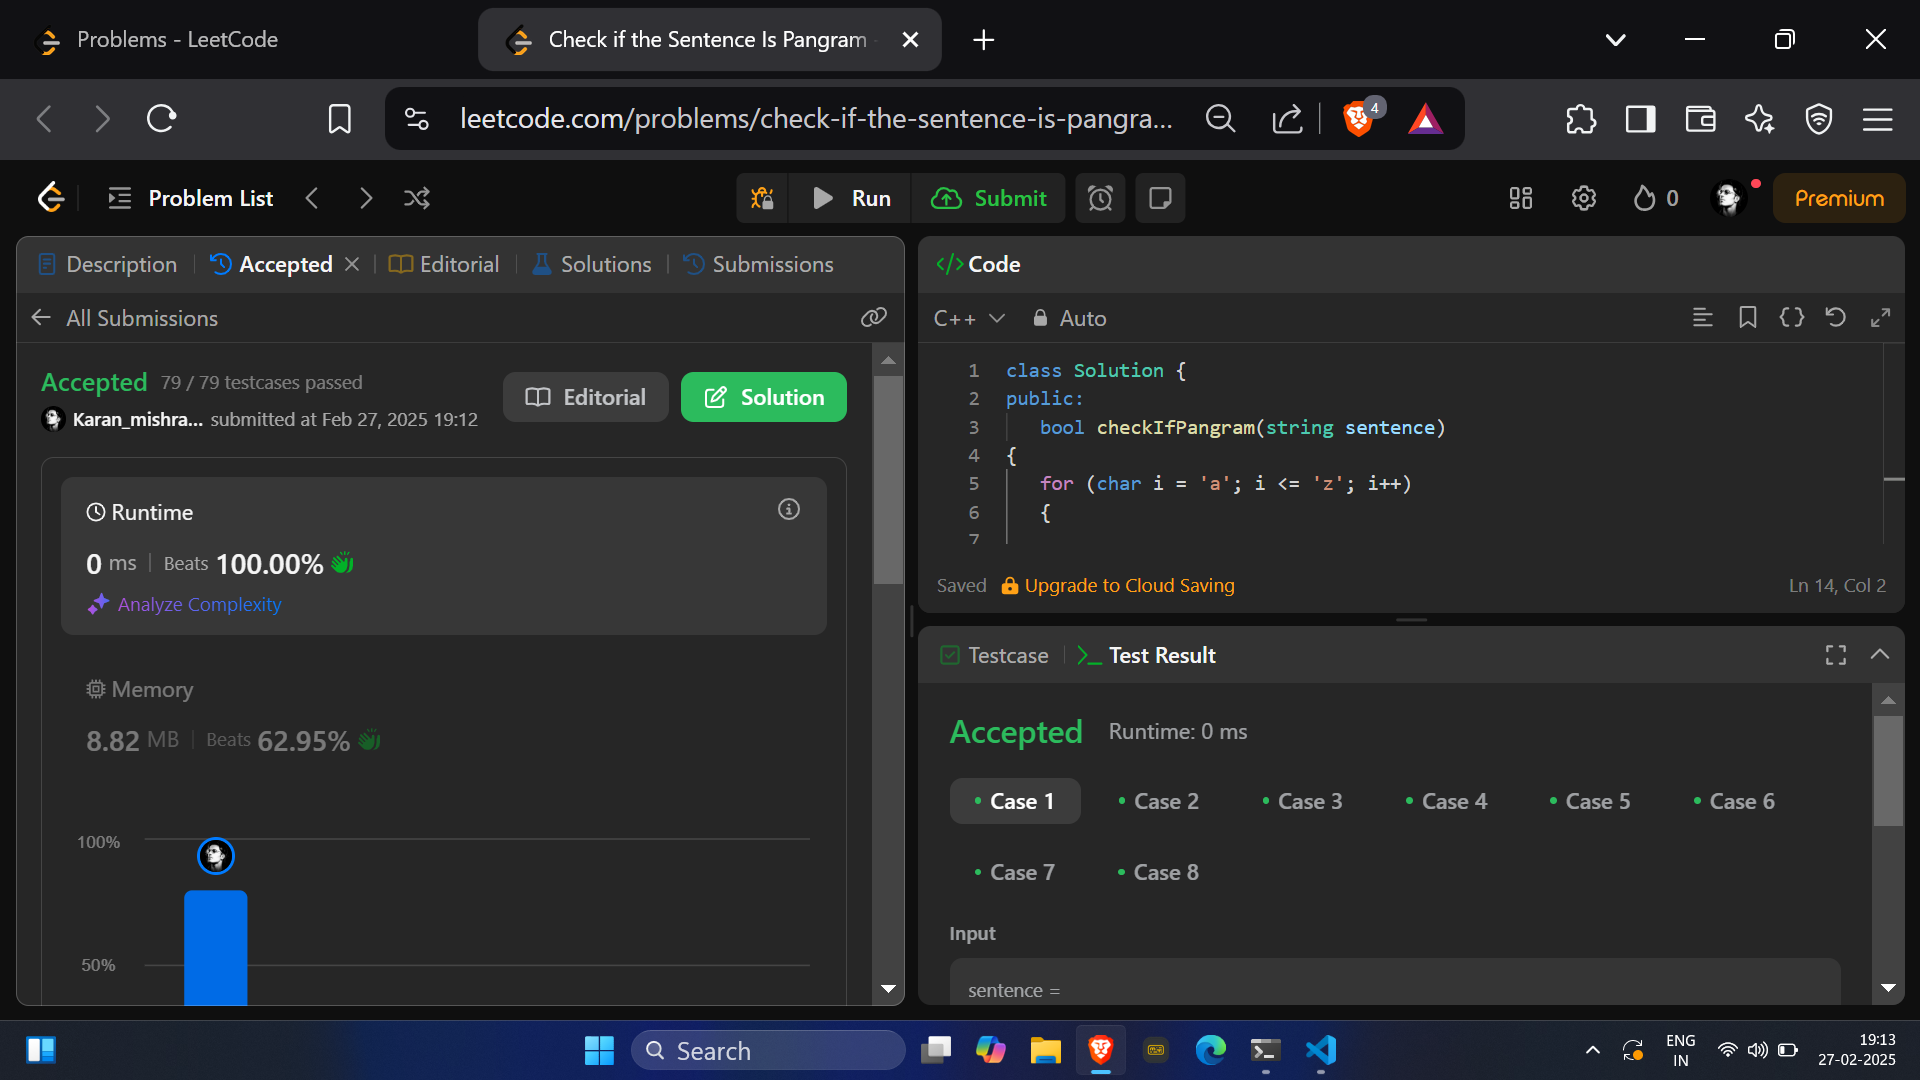 Problems - LeetCode
Check if the Sentence Is Pangram
leetcode.com/problems/check-if-the-sentence-is-pangra...
4
Problem List
Run
Submit
0
Premium
Description
Accepted
Editorial
Solutions
Submissions
All Submissions
Accepted
79 / 79 testcases passed
Karan_mishra... submitted at Feb 27, 2025 19:12
Editorial
Solution
Runtime
0 ms
Beats 100.00%
Analyze Complexity
Memory
8.82 MB
Beats 62.95%
100%
50%
</> Code
C++
Auto
1 class Solution {
2 public:
3 bool checkIfPangram(string sentence)
4 {
5 for (char i = 'a'; i <= 'z'; i++)
6 {
7
Saved
Upgrade to Cloud Saving
Ln 14, Col 2
Testcase
Test Result
Accepted
Runtime: 0 ms
Case 1
Case 2
Case 3
Case 4
Case 5
Case 6
Case 7
Case 8
Input
sentence =
Search
ENG
IN
19:13
27-02-2025